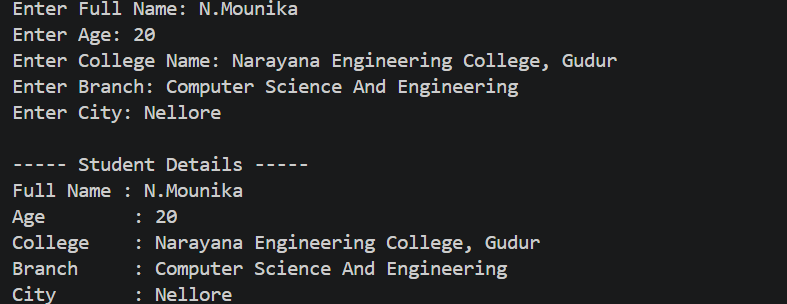 Enter Full Name: N.Mounika
Enter Age: 20
Enter College Name: Narayana Engineering College, Gudur
Enter Branch: Computer Science And Engineering
Enter City: Nellore

----- Student Details -----
Full Name : N.Mounika
Age       : 20
College   : Narayana Engineering College, Gudur
Branch    : Computer Science And Engineering
City      : Nellore